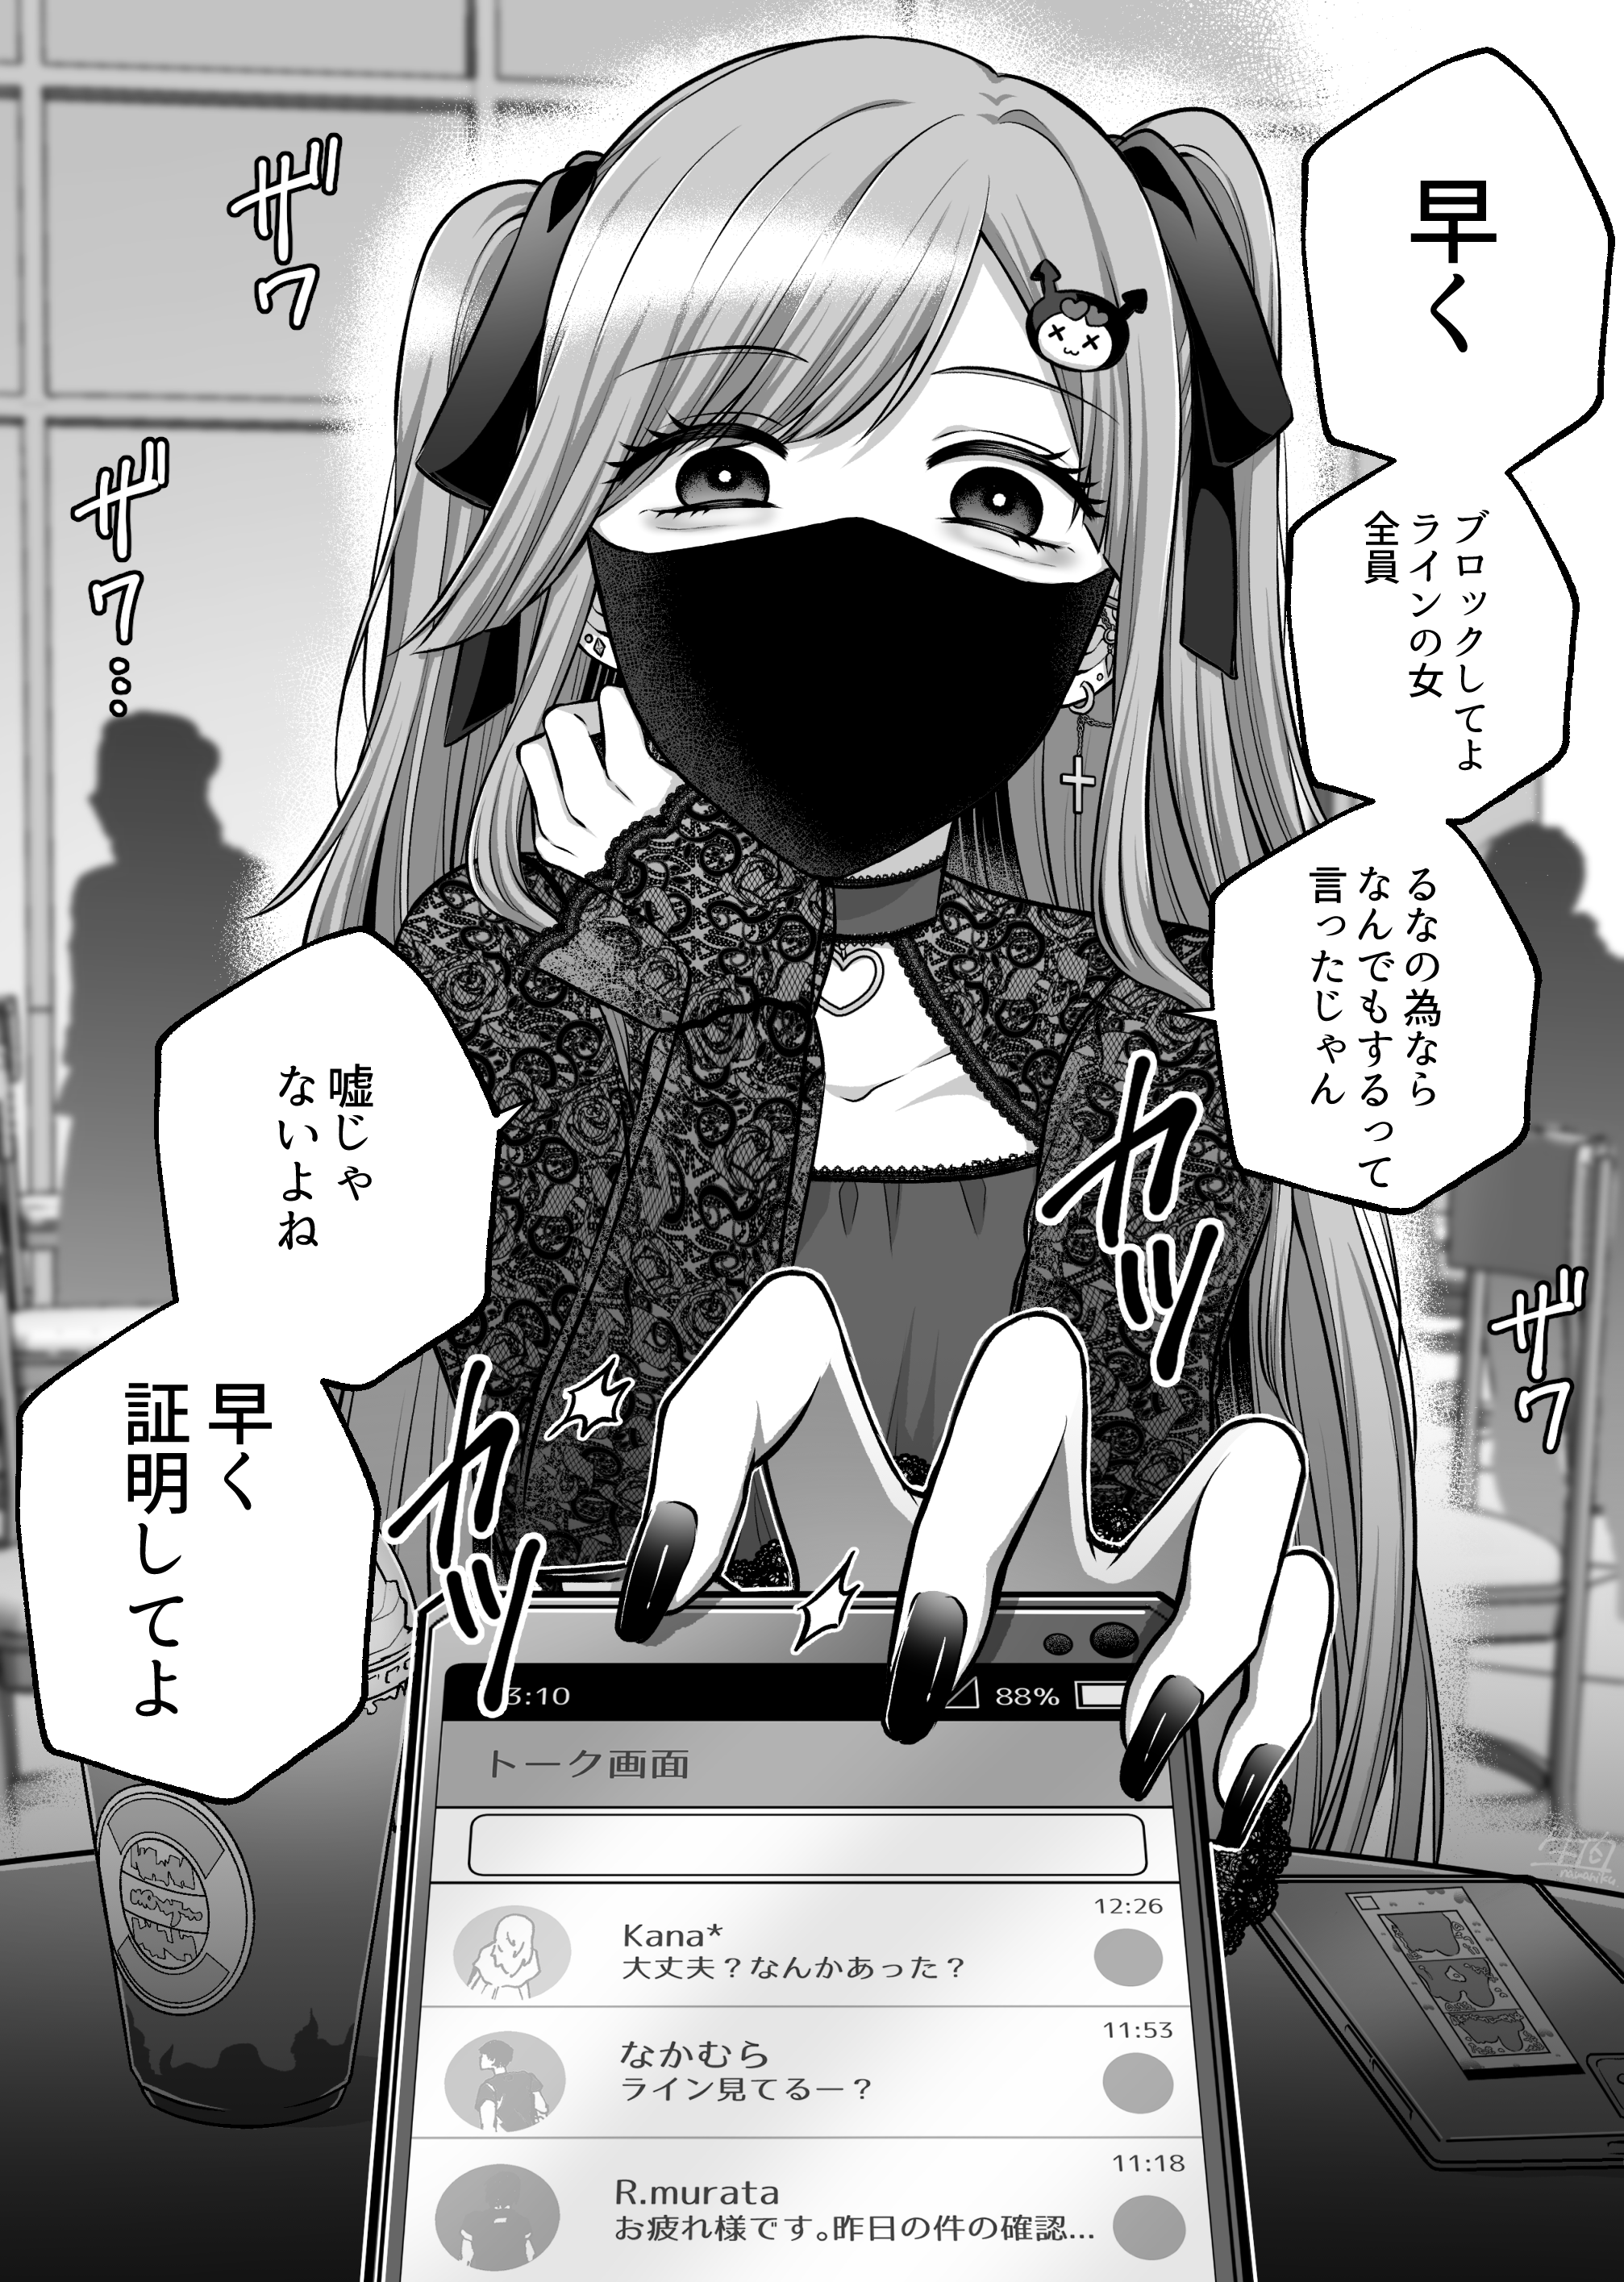 早く
ブロックしてよ
ラインの女
全員
るなの為なら
なんでもするって
言ったじゃん
嘘じゃ
ないよね
早く
証明してよ
ザワ
ザワ…
ザワ
カッ
カッ
3:10
88%
トーク画面
Kana*
12:26
大丈夫？なんかあった？
なかむら
11:53
ライン見てるー？
R.murata
11:18
お疲れ様です。昨日の件の確認...